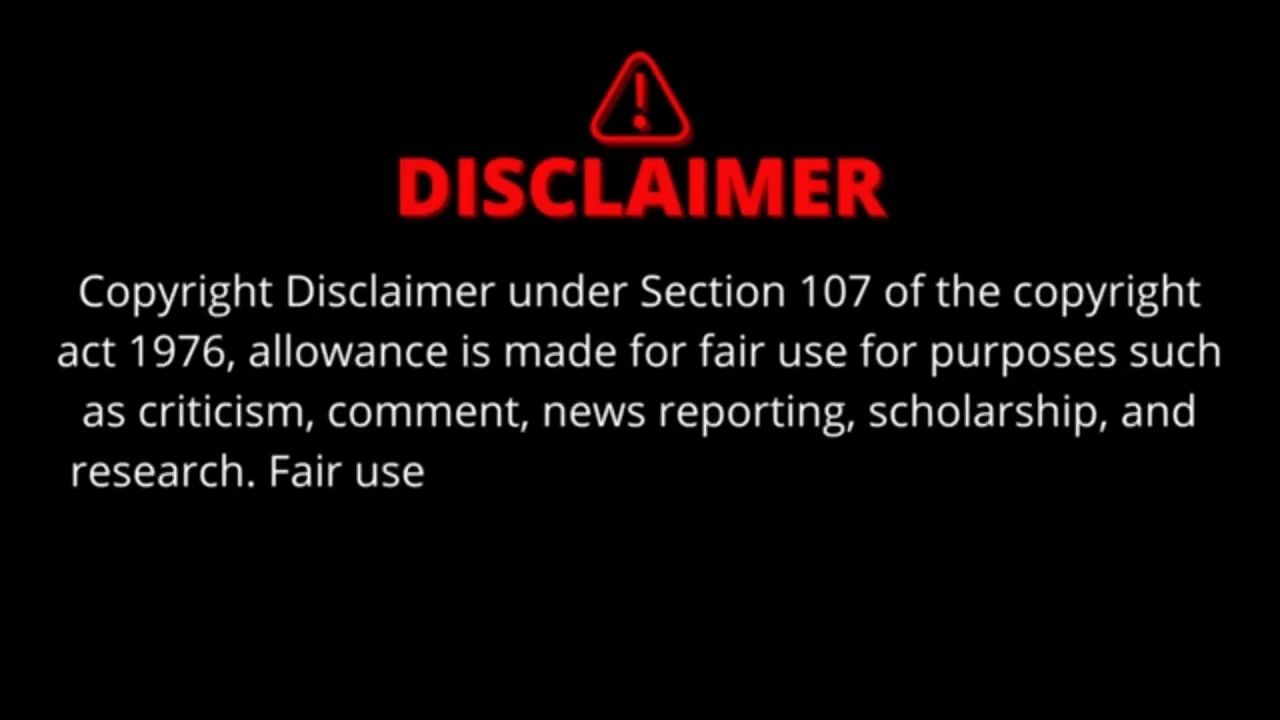 DISCLAIMER
Copyright Disclaimer under Section 107 of the copyright
act 1976, allowance is made for fair use for purposes such
as criticism, comment, news reporting, scholarship, and
research. Fair use